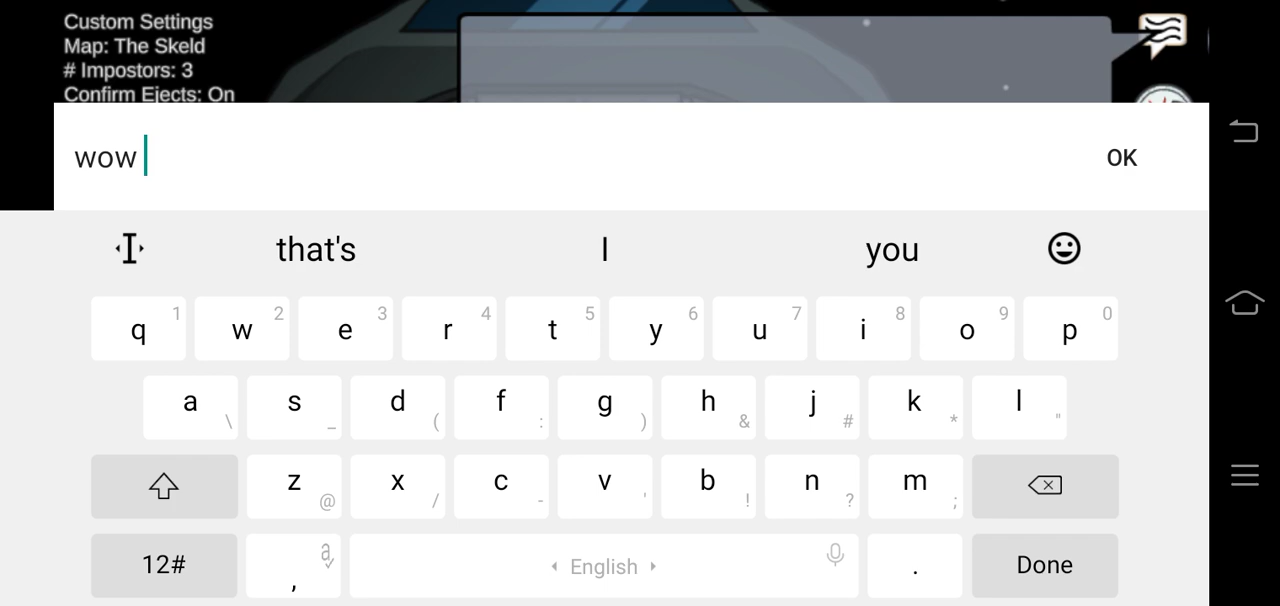 Custom Settings
Map: The Skeld
# Impostors: 3
Confirm Ejects: On
wow
OK
that's I you
q 1 w 2 e 3 r 4 t 5 y 6 u 7 i 8 o 9 p 0
a \ s _ d ( f : g ) h & j # k * l "
z @ x / c - v ' b ! n ? m ;
12# , a English . Done